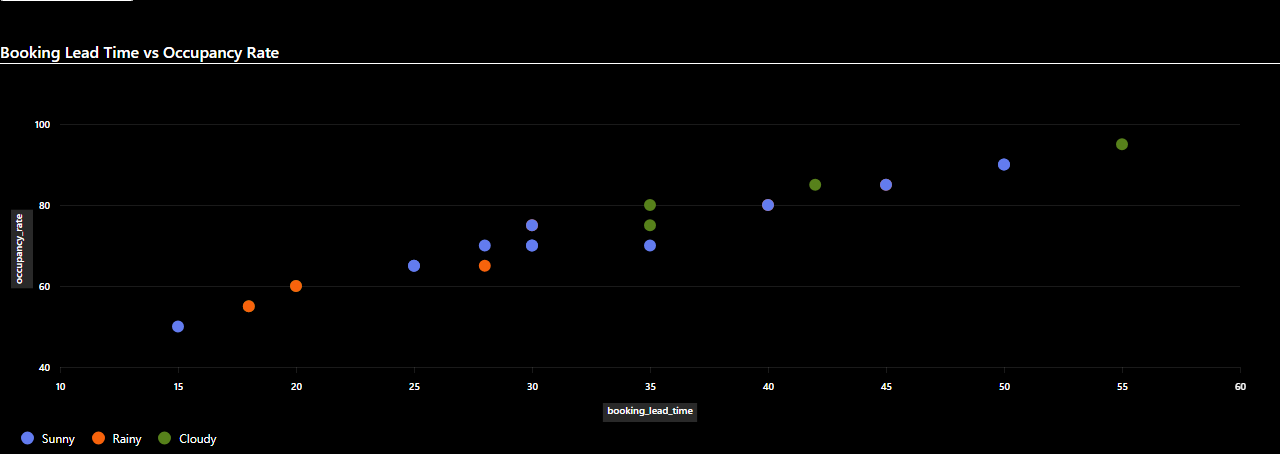 Booking Lead Time vs Occupancy Rate
100
80
60
40
occupancy_rate
10 15 20 25 30 35 40 45 50 55 60
booking_lead_time
Sunny Rainy Cloudy